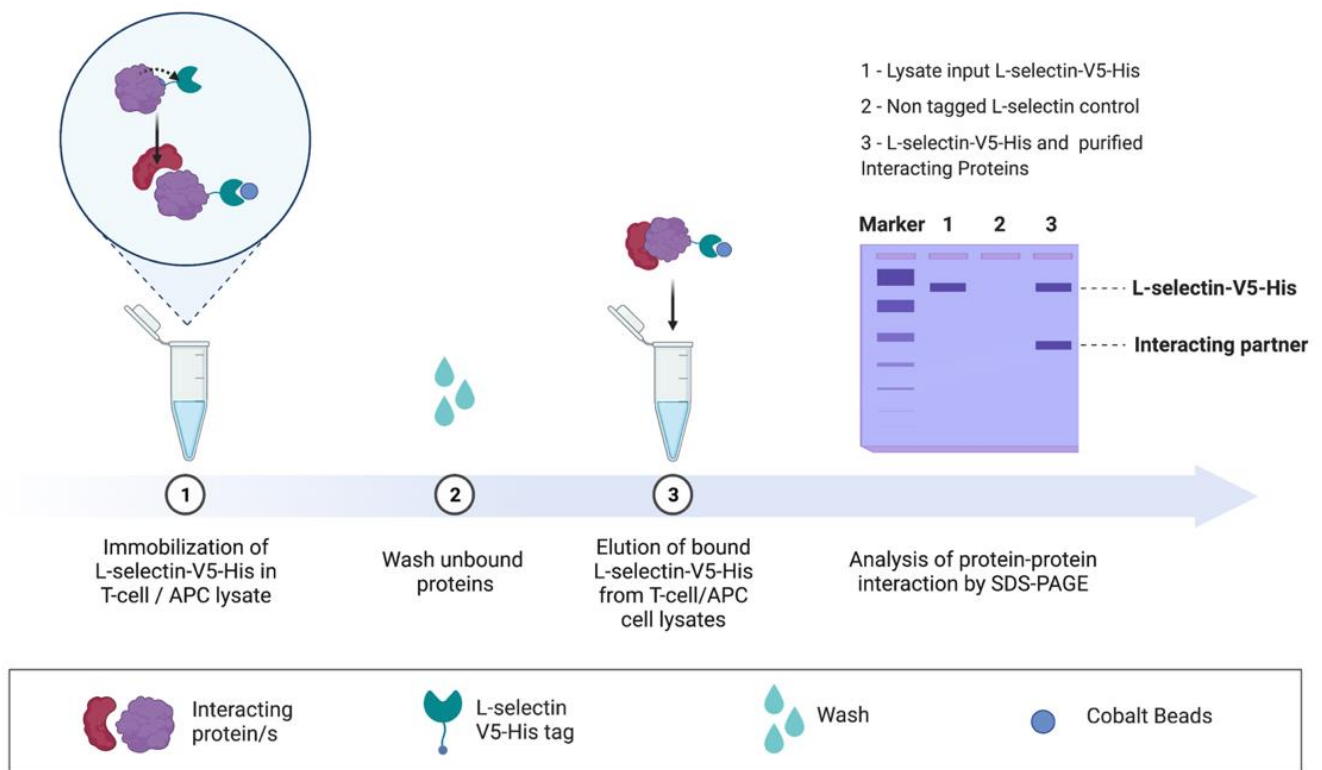 1 - Lysate input L-selectin-V5-His
2 - Non tagged L-selectin control
3 - L-selectin-V5-His and purified
Interacting Proteins
Marker 1 2 3
L-selectin-V5-His
Interacting partner
1
2
3
Immobilization of
L-selectin-V5-His in
T-cell / APC lysate
Wash unbound
proteins
Elution of bound
L-selectin-V5-His
from T-cell/APC
cell lysates
Analysis of protein-protein
interaction by SDS-PAGE
Interacting
protein/s
L-selectin
V5-His tag
Wash
Cobalt Beads